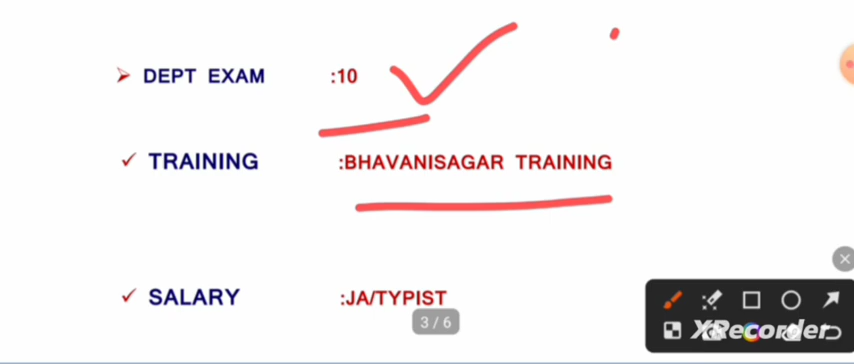 DEPT EXAM :10
TRAINING :BHAVANISAGAR TRAINING
SALARY :JA/TYPIST
3 / 6
XRecorder